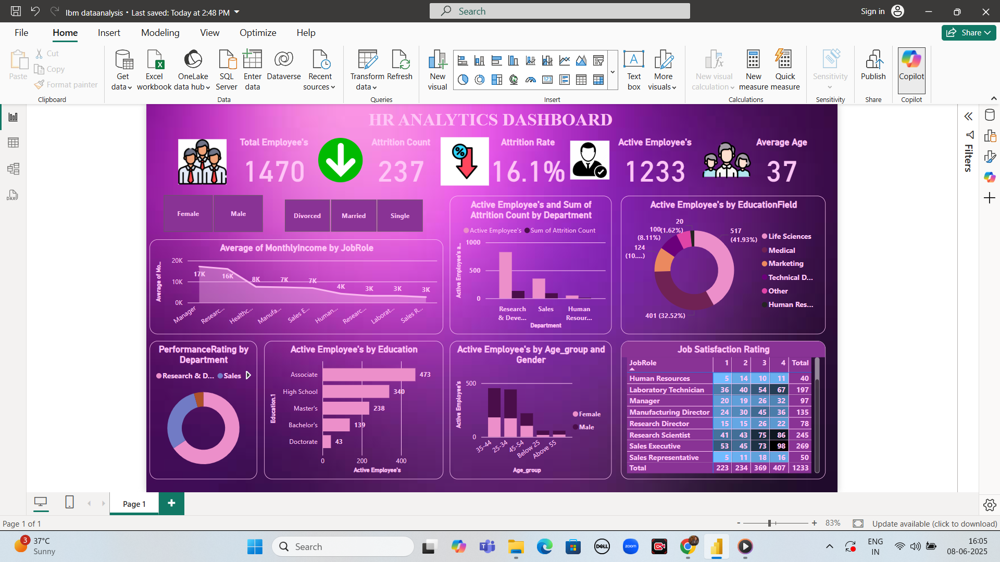 Ibm dataanalysis • Last saved: Today at 2:48 PM
Search
Sign in
File
Home
Insert
Modeling
View
Optimize
Help
Share
Paste
Cut
Copy
Format painter
Clipboard
Get data
Excel workbook
OneLake data hub
SQL Server
Enter data
Dataverse
Recent sources
Data
Transform data
Refresh
Queries
New visual
Text box
More visuals
Insert
New visual calculation
New measure
Quick measure
Calculations
Sensitivity
Sensitivity
Publish
Share
Copilot
Copilot
HR ANALYTICS DASHBOARD
Total Employee's
1470
Attrition Count
237
Attrition Rate
16.1%
Active Employee's
1233
Average Age
37
Filters
DAX
Female
Male
Divorced
Married
Single
Average of MonthlyIncome by JobRole
Average of Mo...
20K
10K
0K
17K
16K
8K
7K
7K
4K
3K
3K
3K
Manager
Researc...
Healthc...
Manufa...
Sales E...
Human...
Researc...
Laborat...
Sales R...
Active Employee's and Sum of
Attrition Count by Department
Active Employee's
Sum of Attrition Count
Active Employee's a...
1000
500
0
Research
& Deve...
Sales
Human
Resour...
Department
Active Employee's by EducationField
20
(1.62%)
100
(8.11%)
124
(10....)
517
(41.93%)
401 (32.52%)
Life Sciences
Medical
Marketing
Technical D...
Other
Human Res...
PerformanceRating by
Department
Research & D...
Sales
Active Employee's by Education
Education.1
Associate 473
High School 340
Master's 238
Bachelor's 139
Doctorate 43
0 200 400
Active Employee's
Active Employee's by Age_group and
Gender
Active Employee's
500
0
35-44
25-34
45-54
Below 25
Above 55
Age_group
Female
Male
Job Satisfaction Rating
JobRole 1 2 3 4 Total
Human Resources 5 14 10 11 40
Laboratory Technician 36 40 54 67 197
Manager 20 19 26 32 97
Manufacturing Director 24 30 45 36 135
Research Director 15 15 26 22 78
Research Scientist 41 43 75 86 245
Sales Executive 53 45 73 98 269
Sales Representative 5 11 18 16 50
Total 223 234 369 407 1233
Page 1
Page 1 of 1
83%
Update available (click to download)
3
37°C
Sunny
Search
DELL
zoom
ENG
IN
16:05
08-06-2025